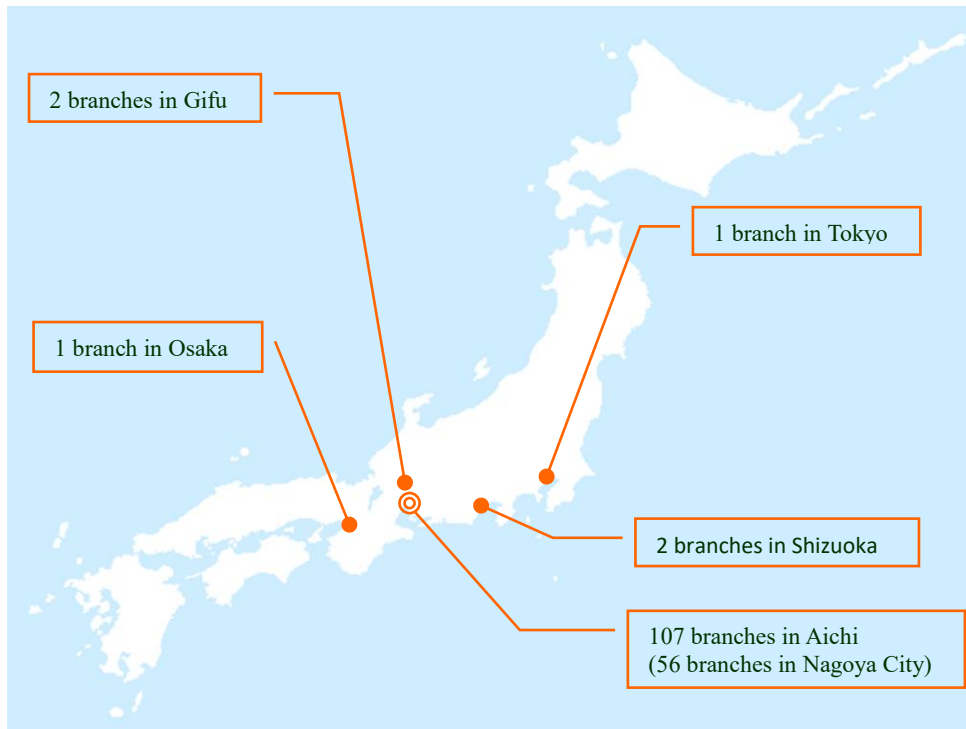 2 branches in Gifu
1 branch in Tokyo
1 branch in Osaka
2 branches in Shizuoka
107 branches in Aichi
(56 branches in Nagoya City)